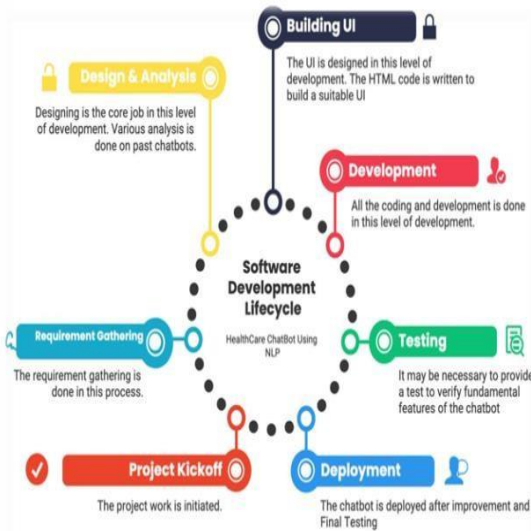 Building UI
The UI is designed in this level of
development. The HTML code is written to
build a suitable UI
Design & Analysis
Designing is the core job in this level
of development. Various analysis is
done on past chatbots.
Development
All the coding and development is done
in this level of development.
Software
Development
Lifecycle
HealthCare ChatBot Using
NLP
Requirement Gathering
The requirement gathering is
done in this process.
Testing
It may be necessary to provide
a test to verify fundamental
features of the chatbot
Project Kickoff
The project work is initiated.
Deployment
The chatbot is deployed after improvement and
Final Testing